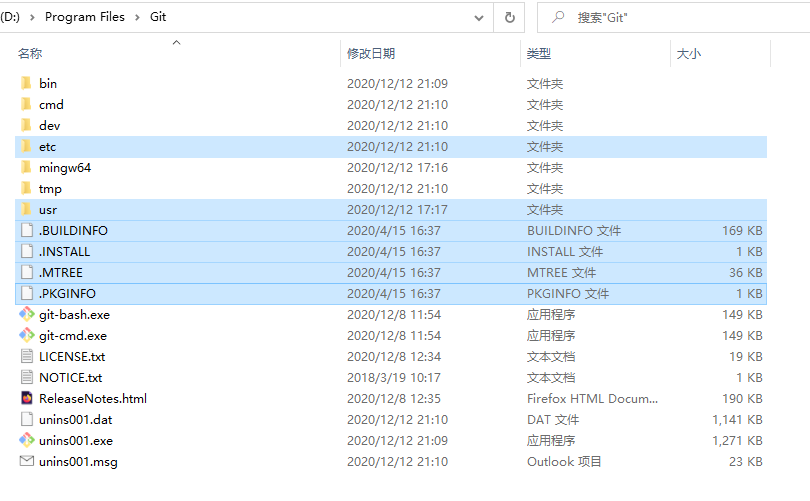 (D:) › Program Files › Git 搜索"Git"
名称 修改日期 类型 大小
bin 2020/12/12 21:09 文件夹
cmd 2020/12/12 21:10 文件夹
dev 2020/12/12 21:10 文件夹
etc 2020/12/12 21:10 文件夹
mingw64 2020/12/12 17:16 文件夹
tmp 2020/12/12 21:10 文件夹
usr 2020/12/12 17:17 文件夹
.BUILDINFO 2020/4/15 16:37 BUILDINFO 文件 169 KB
.INSTALL 2020/4/15 16:37 INSTALL 文件 1 KB
.MTREE 2020/4/15 16:37 MTREE 文件 36 KB
.PKGINFO 2020/4/15 16:37 PKGINFO 文件 1 KB
git-bash.exe 2020/12/8 11:54 应用程序 149 KB
git-cmd.exe 2020/12/8 11:54 应用程序 149 KB
LICENSE.txt 2020/12/8 12:34 文本文档 19 KB
NOTICE.txt 2018/3/19 10:17 文本文档 1 KB
ReleaseNotes.html 2020/12/8 12:35 Firefox HTML Docum... 190 KB
unins001.dat 2020/12/12 21:10 DAT 文件 1,141 KB
unins001.exe 2020/12/12 21:09 应用程序 1,271 KB
unins001.msg 2020/12/12 21:10 Outlook 项目 23 KB